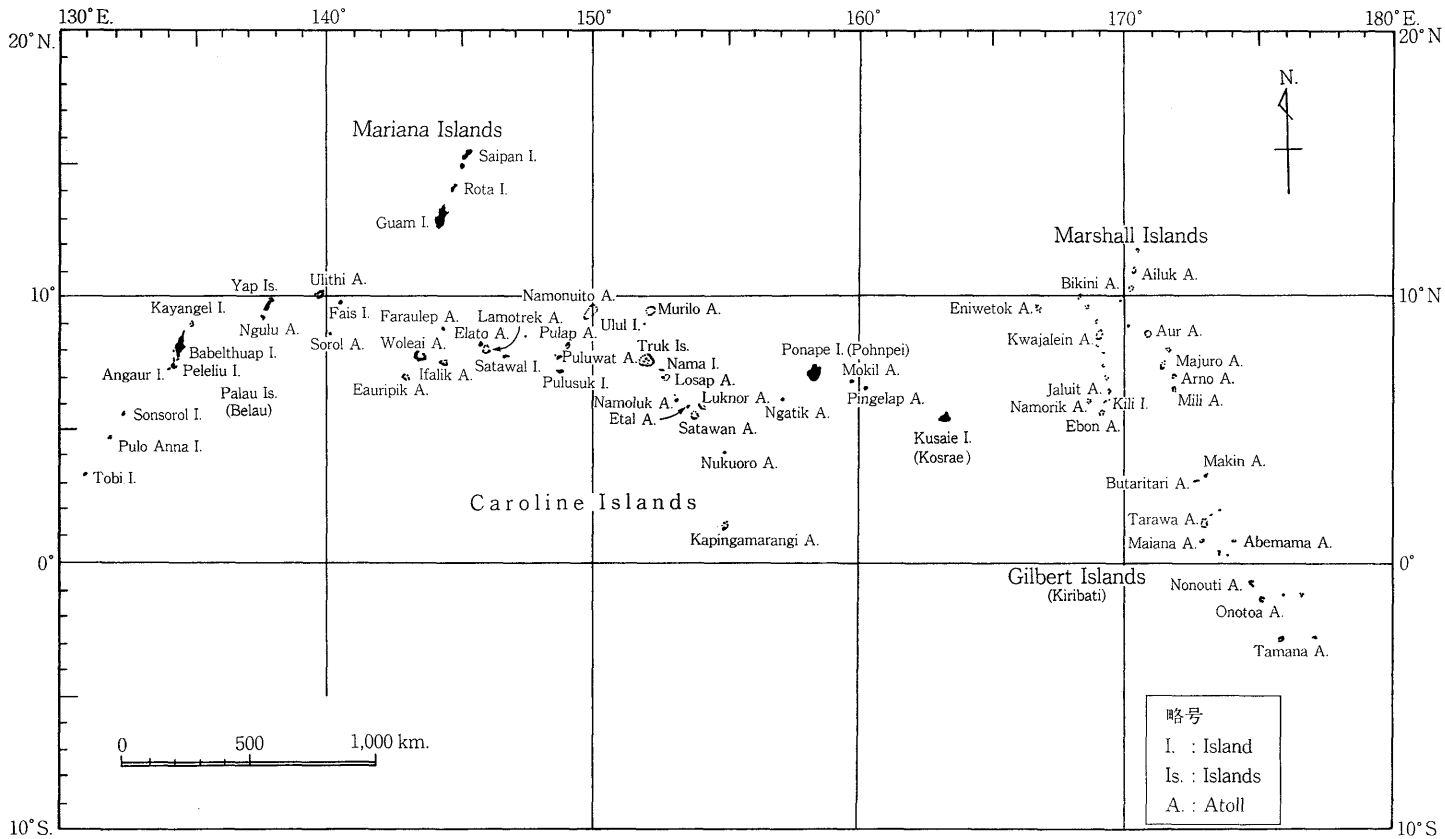 130°E.
140°
150°
160°
170°
180°E.
20°N.
20°N
N.
Mariana Islands
Saipan I.
Rota I.
Guam I.
Marshall Islands
Ailuk A.
Bikini A.
Eniwetok A.
10°
10°N
Ulithi A.
Yap Is.
Kayangel I.
Fais I.
Ngulu A.
Sorol A.
Namonuito A.
Murilo A.
Faraulep A.
Lamotrek A.
Ulul I.
Elato A.
Pulap A.
Woleai A.
Truk Is.
Kwajalein A.
Aur A.
Babelthuap I.
Peleliu I.
Angaur I.
Palau Is.
(Belau)
Ifalik A.
Satawal I.
Puluwat A.
Pulusuk I.
Eauripik A.
Nama I.
Losap A.
Ponape I. (Pohnpei)
Mokil A.
Pingelap A.
Majuro A.
Arno A.
Mili A.
Jaluit A.
Namorik A.
Kili I.
Ebon A.
Namoluk A.
Luknor A.
Etal A.
Satawan A.
Ngatik A.
Kusaie I.
(Kosrae)
Sonsorol I.
Pulo Anna I.
Tobi I.
Nukuoro A.
Caroline Islands
Kapingamarangi A.
Makin A.
Butaritari A.
Tarawa A.
Maiana A.
Abemama A.
0°
0°
Gilbert Islands
(Kiribati)
Nonouti A.
Onotoa A.
Tamana A.
0 500 1,000 km.
略号
I. : Island
Is. : Islands
A. : Atoll
10°S.
10°S